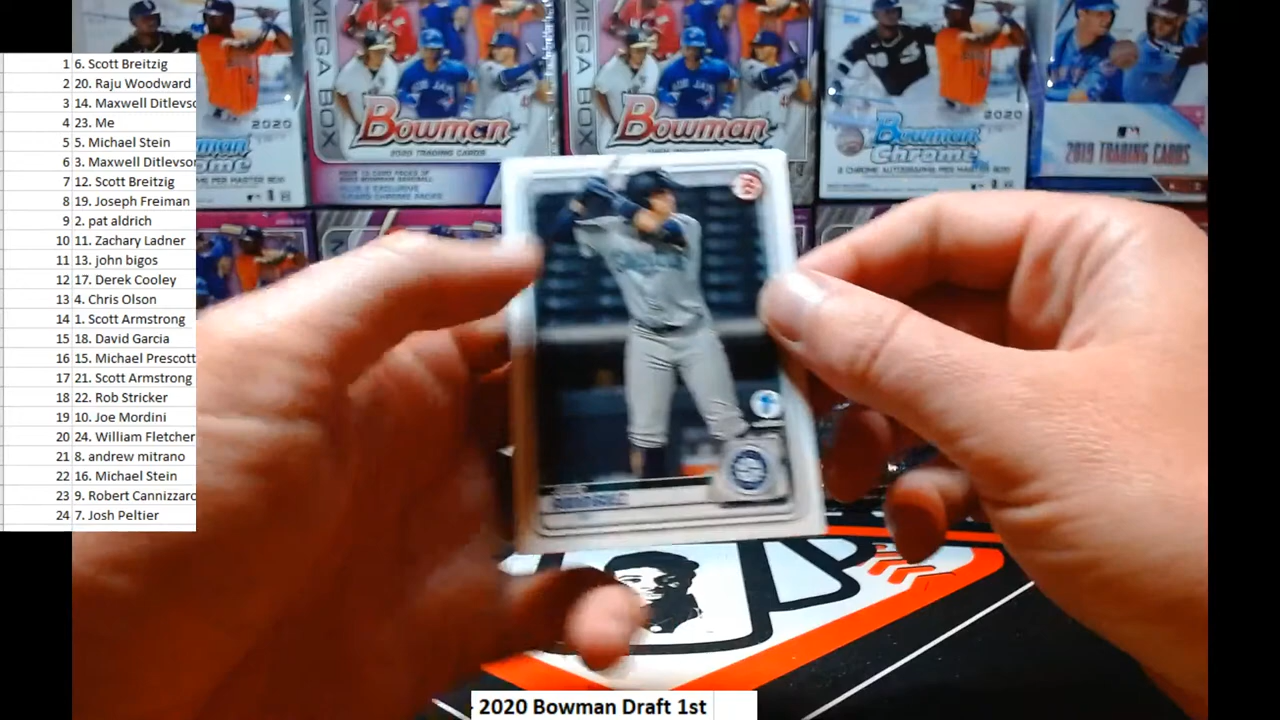 1 6. Scott Breitzig
2 20. Raju Woodward
3 14. Maxwell Ditlevsc
4 23. Me
5 5. Michael Stein
6 3. Maxwell Ditlevsor
7 12. Scott Breitzig
8 19. Joseph Freiman
9 2. pat aldrich
10 11. Zachary Ladner
11 13. john bigos
12 17. Derek Cooley
13 4. Chris Olson
14 1. Scott Armstrong
15 18. David Garcia
16 15. Michael Prescott
17 21. Scott Armstrong
18 22. Rob Stricker
19 10. Joe Mordini
20 24. William Fletcher
21 8. andrew mitrano
22 16. Michael Stein
23 9. Robert Cannizzaro
24 7. Josh Peltier
2020
MEGA BOX
Bowman
2020 TRADING CARDS
Bowman
2020
Bowman
Chrome
2019 TRADING CARDS
2020 Bowman Draft 1st